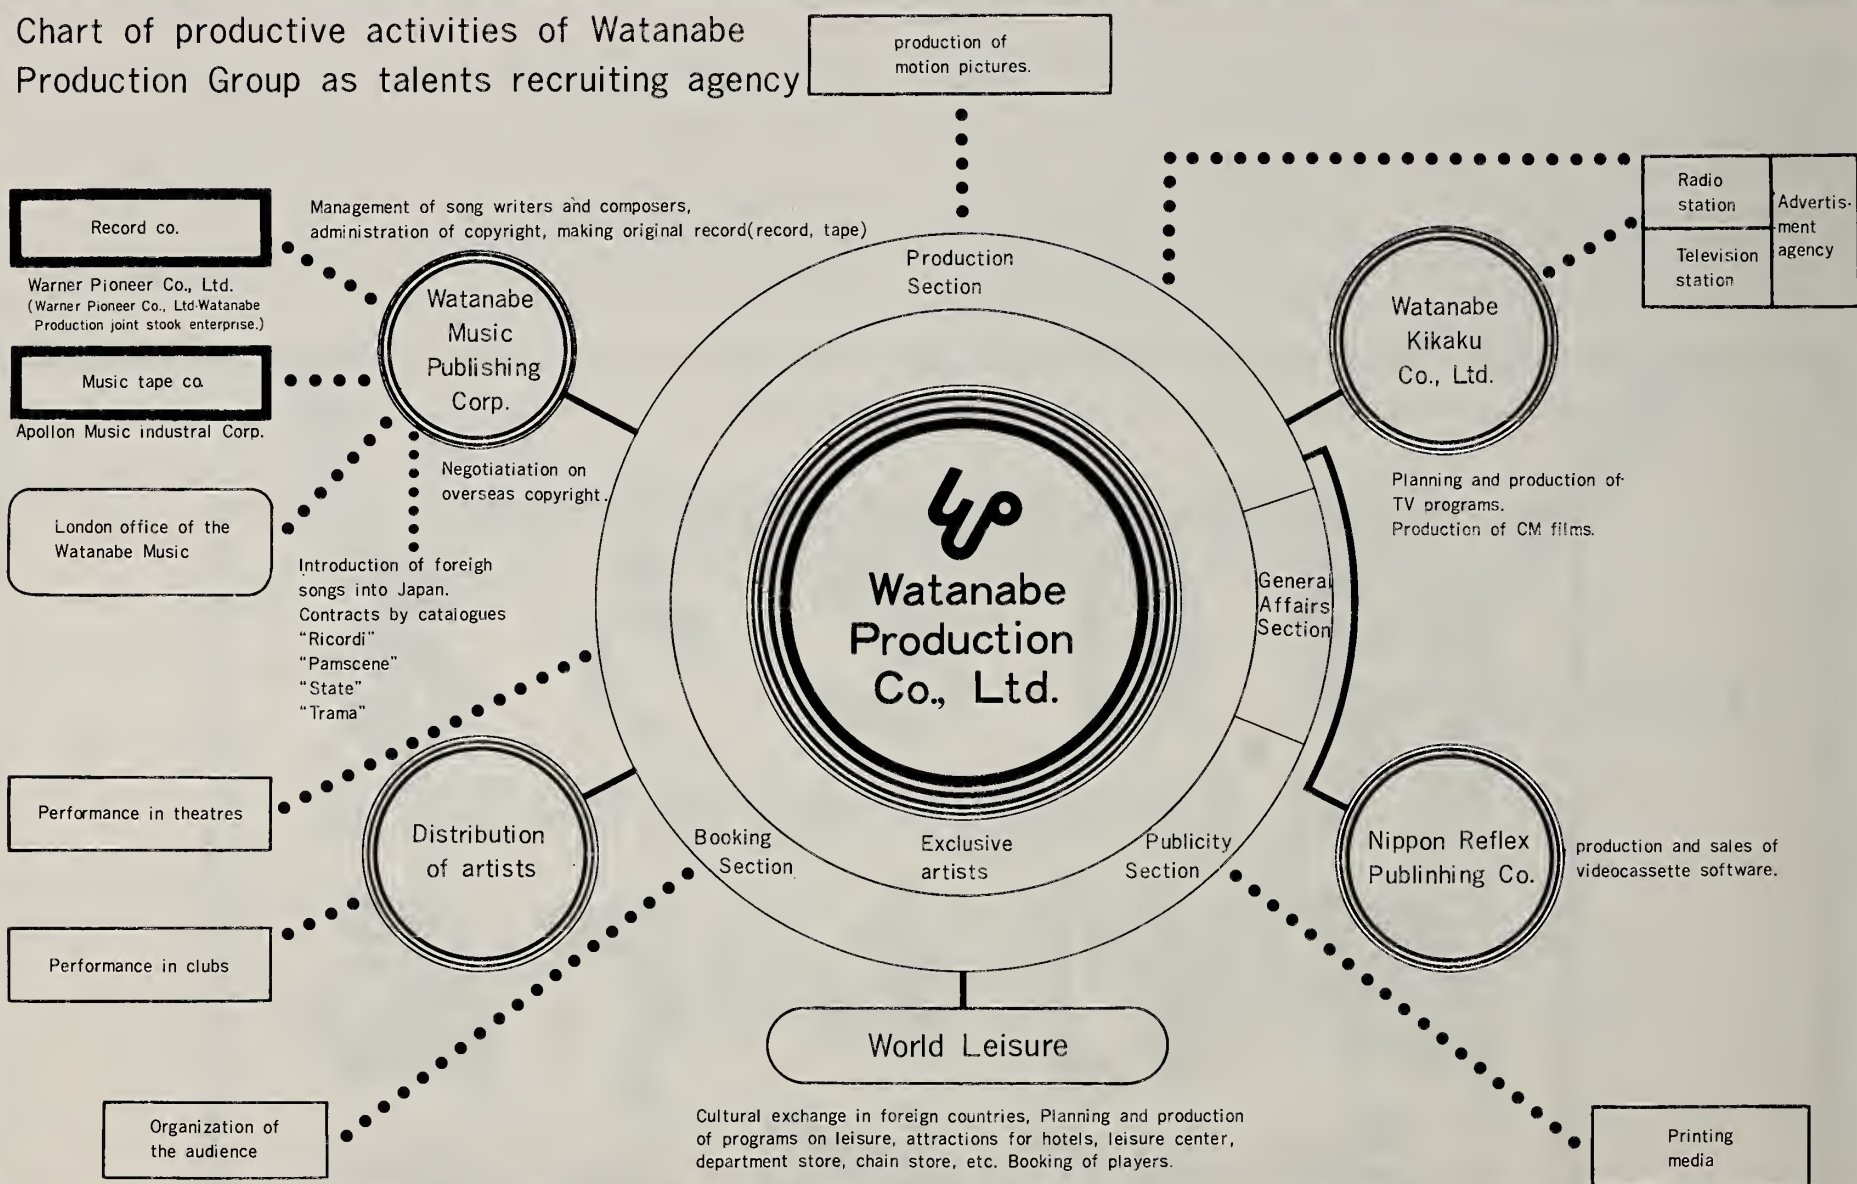 Chart of productive activities of Watanabe
Production Group as talents recruiting agency
production of
motion pictures.
Record co.
Warner Pioneer Co., Ltd.
(Warner Pioneer Co., Ltd-Watanabe
Production joint stook enterprise.)
Management of song writers and composers,
administration of copyright, making original record(record, tape)
Watanabe
Music
Publishing
Corp.
Music tape co.
Apollon Music industral Corp.
London office of the
Watanabe Music
Negotiatiation on
overseas copyright.
Introduction of foreigh
songs into Japan.
Contracts by catalogues
"Ricordi"
"Pamscene"
"State"
"Trama"
Production
Section
Watanabe
Kikaku
Co., Ltd.
Radio
station
Television
station
Advertis-
ment
agency
Planning and production of
TV programs.
Production of CM films.
Watanabe
Production
Co., Ltd.
General
Affairs
Section
Performance in theatres
Distribution
of artists
Performance in clubs
Booking
Section
Exclusive
artists
Publicity
Section
Nippon Reflex
Publinhing Co.
production and sales of
videocassette software.
World Leisure
Cultural exchange in foreign countries, Planning and production
of programs on leisure, attractions for hotels, leisure center,
department store, chain store, etc. Booking of players.
Organization of
the audience
Printing
media